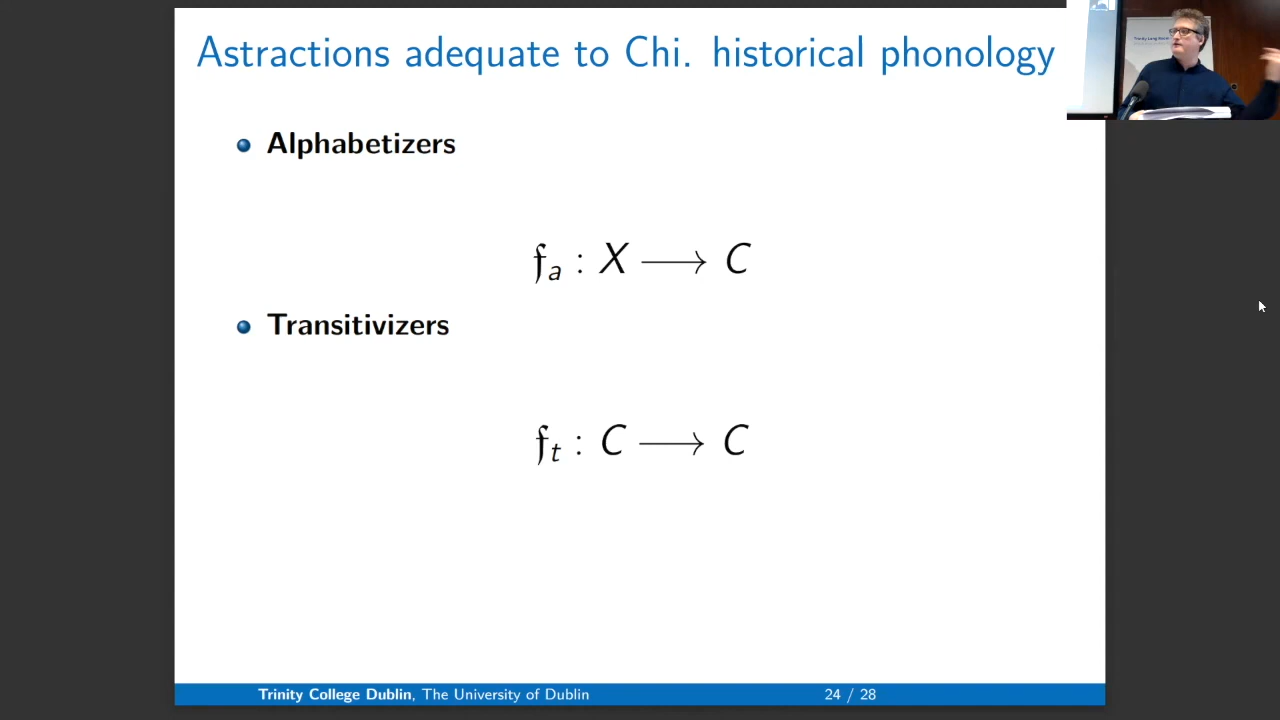 Astractions adequate to Chi. historical phonology
Alphabetizers
𝔣ₐ : X ⟶ C
Transitivizers
𝔣ₜ : C ⟶ C
Trinity College Dublin, The University of Dublin 24 / 28